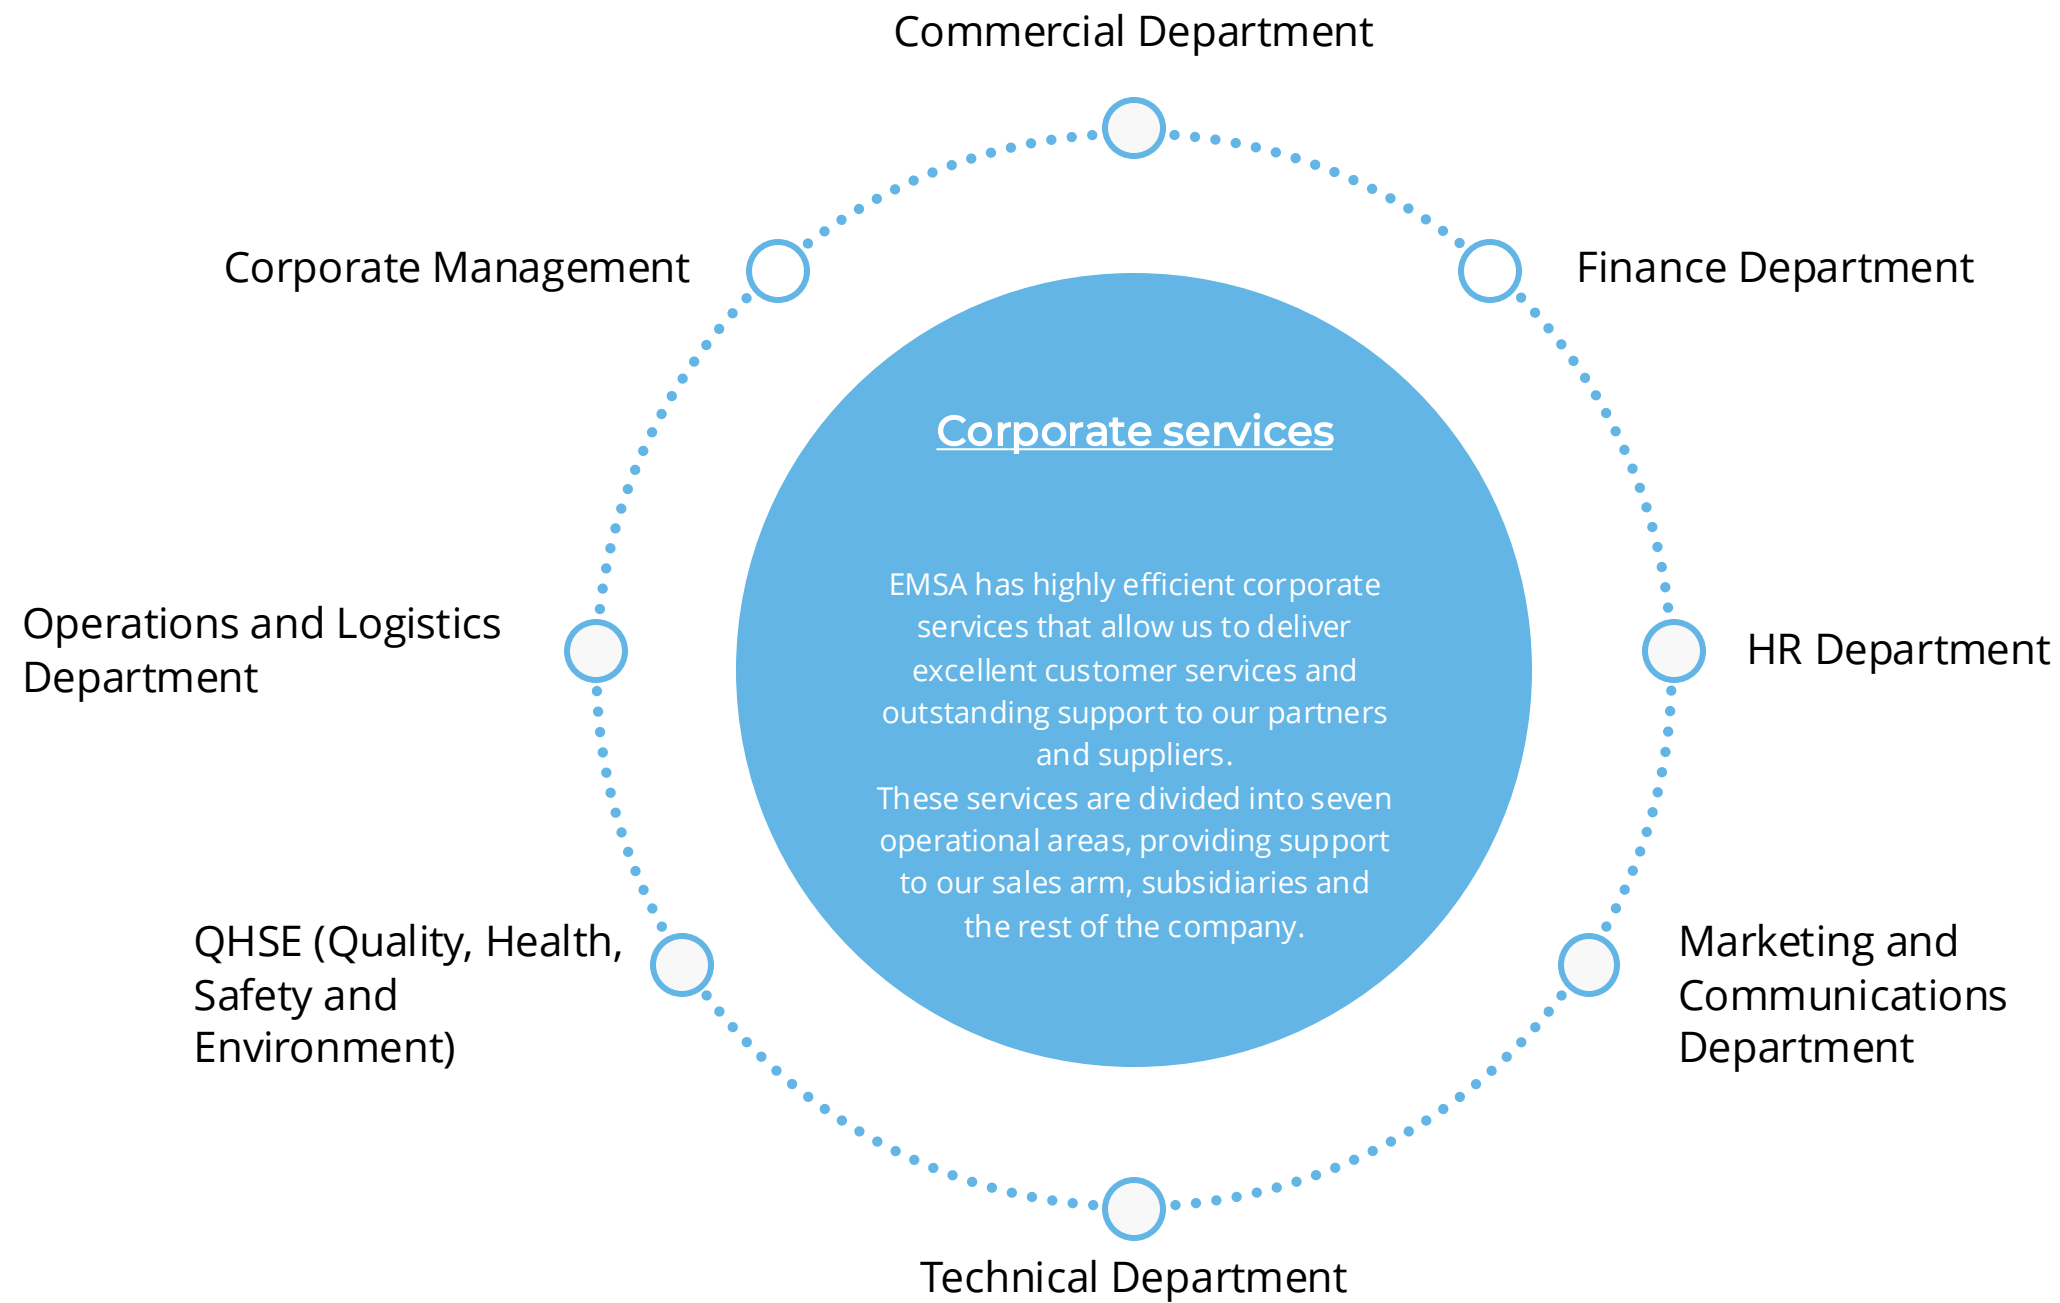 Commercial Department
Corporate Management
Finance Department
Corporate services
EMSA has highly efficient corporate
services that allow us to deliver
excellent customer services and
outstanding support to our partners
and suppliers.
These services are divided into seven
operational areas, providing support
to our sales arm, subsidiaries and
the rest of the company.
Operations and Logistics
Department
HR Department
QHSE (Quality, Health,
Safety and
Environment)
Marketing and
Communications
Department
Technical Department